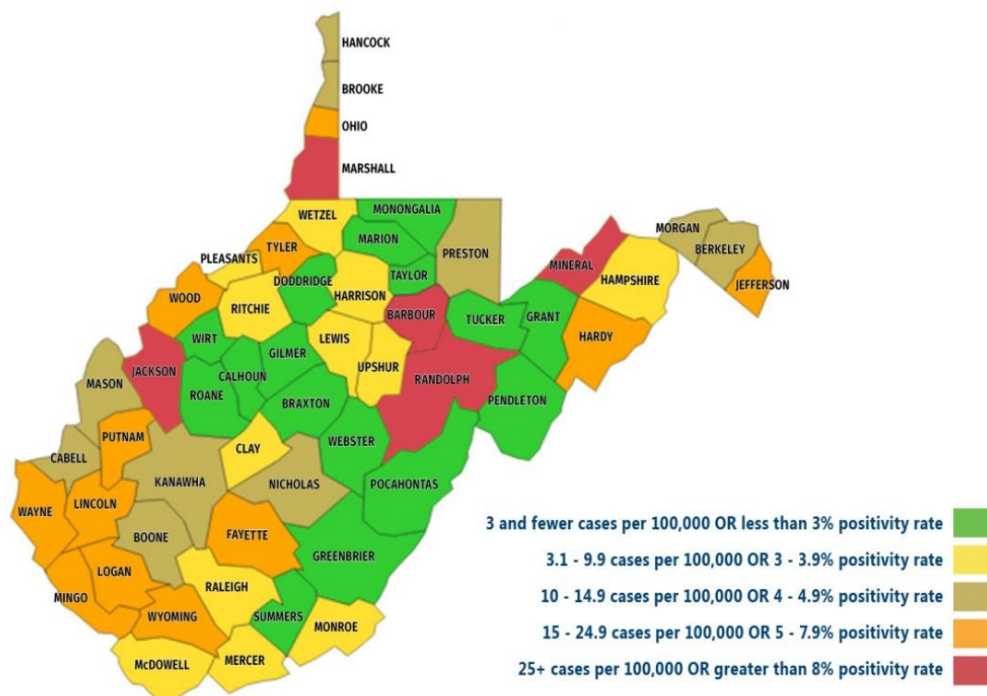 HANCOCK
BROOKE
OHIO
MARSHALL
WETZEL
MONONGALIA
MORGAN
MARION
BERKELEY
PRESTON
TYLER
PLEASANTS
MINERAL
TAYLOR
HAMPSHIRE
DODDRIDGE
JEFFERSON
HARRISON
WOOD
RITCHIE
BARBOUR
TUCKER
GRANT
HARDY
WIRT
LEWIS
GILMER
UPSHUR
JACKSON
CALHOUN
RANDOLPH
MASON
ROANE
BRAXTON
PENDLETON
PUTNAM
WEBSTER
CLAY
CABELL
KANAWHA
NICHOLAS
POCAHONTAS
LINCOLN
WAYNE
BOONE
FAYETTE
GREENBRIER
LOGAN
RALEIGH
MINGO
WYOMING
SUMMERS
MONROE
McDOWELL
MERCER
3 and fewer cases per 100,000 OR less than 3% positivity rate
3.1 - 9.9 cases per 100,000 OR 3 - 3.9% positivity rate
10 - 14.9 cases per 100,000 OR 4 - 4.9% positivity rate
15 - 24.9 cases per 100,000 OR 5 - 7.9% positivity rate
25+ cases per 100,000 OR greater than 8% positivity rate